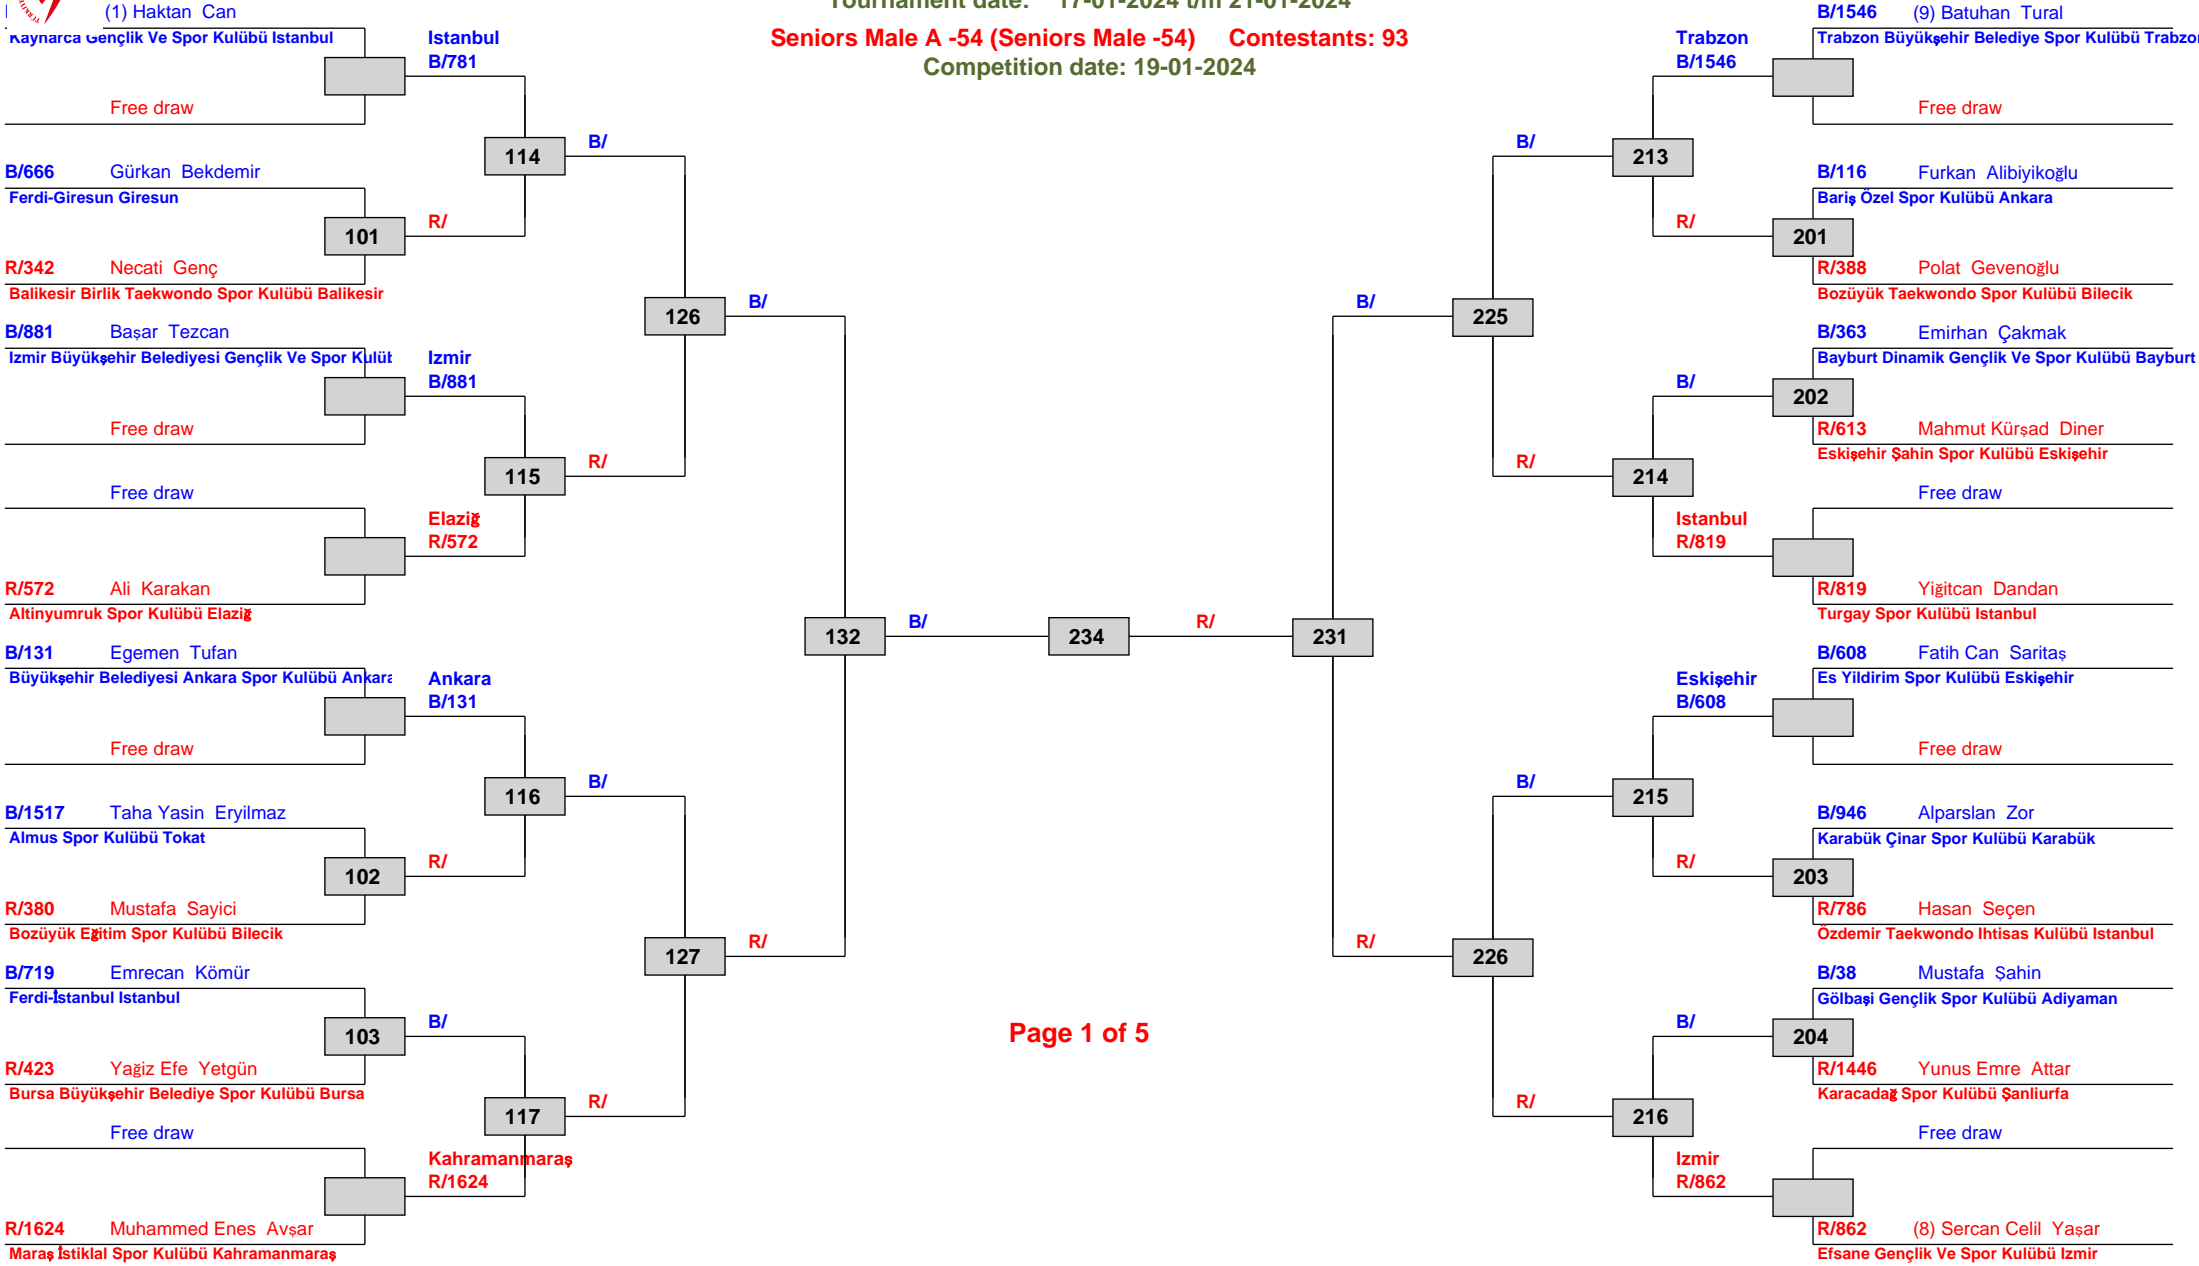 (1) Haktan Can
Kaynarca Gençlik Ve Spor Kulübü Istanbul
Free draw
B/666 Gürkan Bekdemir
Ferdi-Giresun Giresun
R/342 Necati Genç
Balikesir Birlik Taekwondo Spor Kulübü Balikesir
B/881 Başar Tezcan
Izmir Büyükşehir Belediyesi Gençlik Ve Spor Kulüb
Free draw
Free draw
R/572 Ali Karakan
Altinyumruk Spor Kulübü Elaziğ
B/131 Egemen Tufan
Büyükşehir Belediyesi Ankara Spor Kulübü Ankara
Free draw
B/1517 Taha Yasin Eryilmaz
Almus Spor Kulübü Tokat
R/380 Mustafa Sayici
Bozüyük Eğitim Spor Kulübü Bilecik
B/719 Emrecan Kömür
Ferdi-İstanbul Istanbul
R/423 Yağiz Efe Yetgün
Bursa Büyükşehir Belediye Spor Kulübü Bursa
Free draw
R/1624 Muhammed Enes Avşar
Maraş İstiklal Spor Kulübü Kahramanmaraş
101
102
103
Istanbul
B/781
R/
Izmir
B/881
Elaziğ
R/572
Ankara
B/131
R/
B/
Kahramanmaraş
R/1624
114
115
116
117
B/
R/
B/
R/
126
127
B/
R/
132
B/
Tournament date: 17-01-2024 t/m 21-01-2024
Seniors Male A -54 (Seniors Male -54) Contestants: 93
Competition date: 19-01-2024
234
Page 1 of 5
R/
231
B/
R/
225
226
B/
R/
B/
R/
213
214
215
216
Trabzon
B/1546
R/
B/
Istanbul
R/819
Eskişehir
B/608
R/
B/
Izmir
R/862
201
202
203
204
B/1546 (9) Batuhan Tural
Trabzon Büyükşehir Belediye Spor Kulübü Trabzon
Free draw
B/116 Furkan Alibiyikoğlu
Bariş Özel Spor Kulübü Ankara
R/388 Polat Gevenoğlu
Bozüyük Taekwondo Spor Kulübü Bilecik
B/363 Emirhan Çakmak
Bayburt Dinamik Gençlik Ve Spor Kulübü Bayburt
R/613 Mahmut Kürşad Diner
Eskişehir Şahin Spor Kulübü Eskişehir
Free draw
R/819 Yiğitcan Dandan
Turgay Spor Kulübü Istanbul
B/608 Fatih Can Saritaş
Es Yildirim Spor Kulübü Eskişehir
Free draw
B/946 Alparslan Zor
Karabük Çinar Spor Kulübü Karabük
R/786 Hasan Seçen
Özdemir Taekwondo Ihtisas Kulübü Istanbul
B/38 Mustafa Şahin
Gölbaşi Gençlik Spor Kulübü Adiyaman
R/1446 Yunus Emre Attar
Karacadağ Spor Kulübü Şanliurfa
Free draw
R/862 (8) Sercan Celil Yaşar
Efsane Gençlik Ve Spor Kulübü Izmir